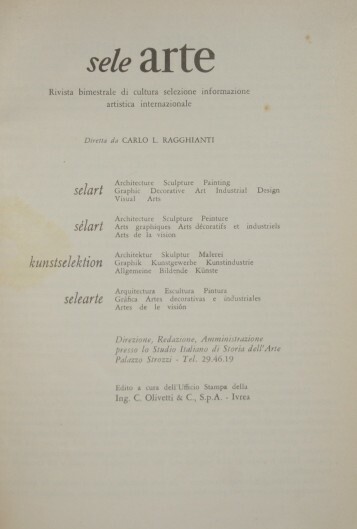 sele arte
Rivista bimestrale di cultura selezione informazione
artistica internazionale
Diretta da CARLO L. RAGGHIANTI
selart
Architecture Sculpture Painting
Graphic Decorative Art Industrial Design
Visual Arts
sélart
Architecture Sculpture Peinture
Arts graphiques Arts décoratifs et industriels
Arts de la vision
kunstselektion
Architektur Skulptur Malerei
Graphik Kunstgewerbe Kunstindustrie
Allgemeine Bildende Künste
selearte
Arquitectura Escultura Pintura
Gráfica Artes decorativas e industriales
Artes de le visión
Direzione, Redazione, Amministrazione
presso lo Studio Italiano di Storia dell'Arte
Palazzo Strozzi - Tel. 29.46.19
Edito a cura dell'Ufficio Stampa della
Ing. C. Olivetti & C., S.p.A. - Ivrea